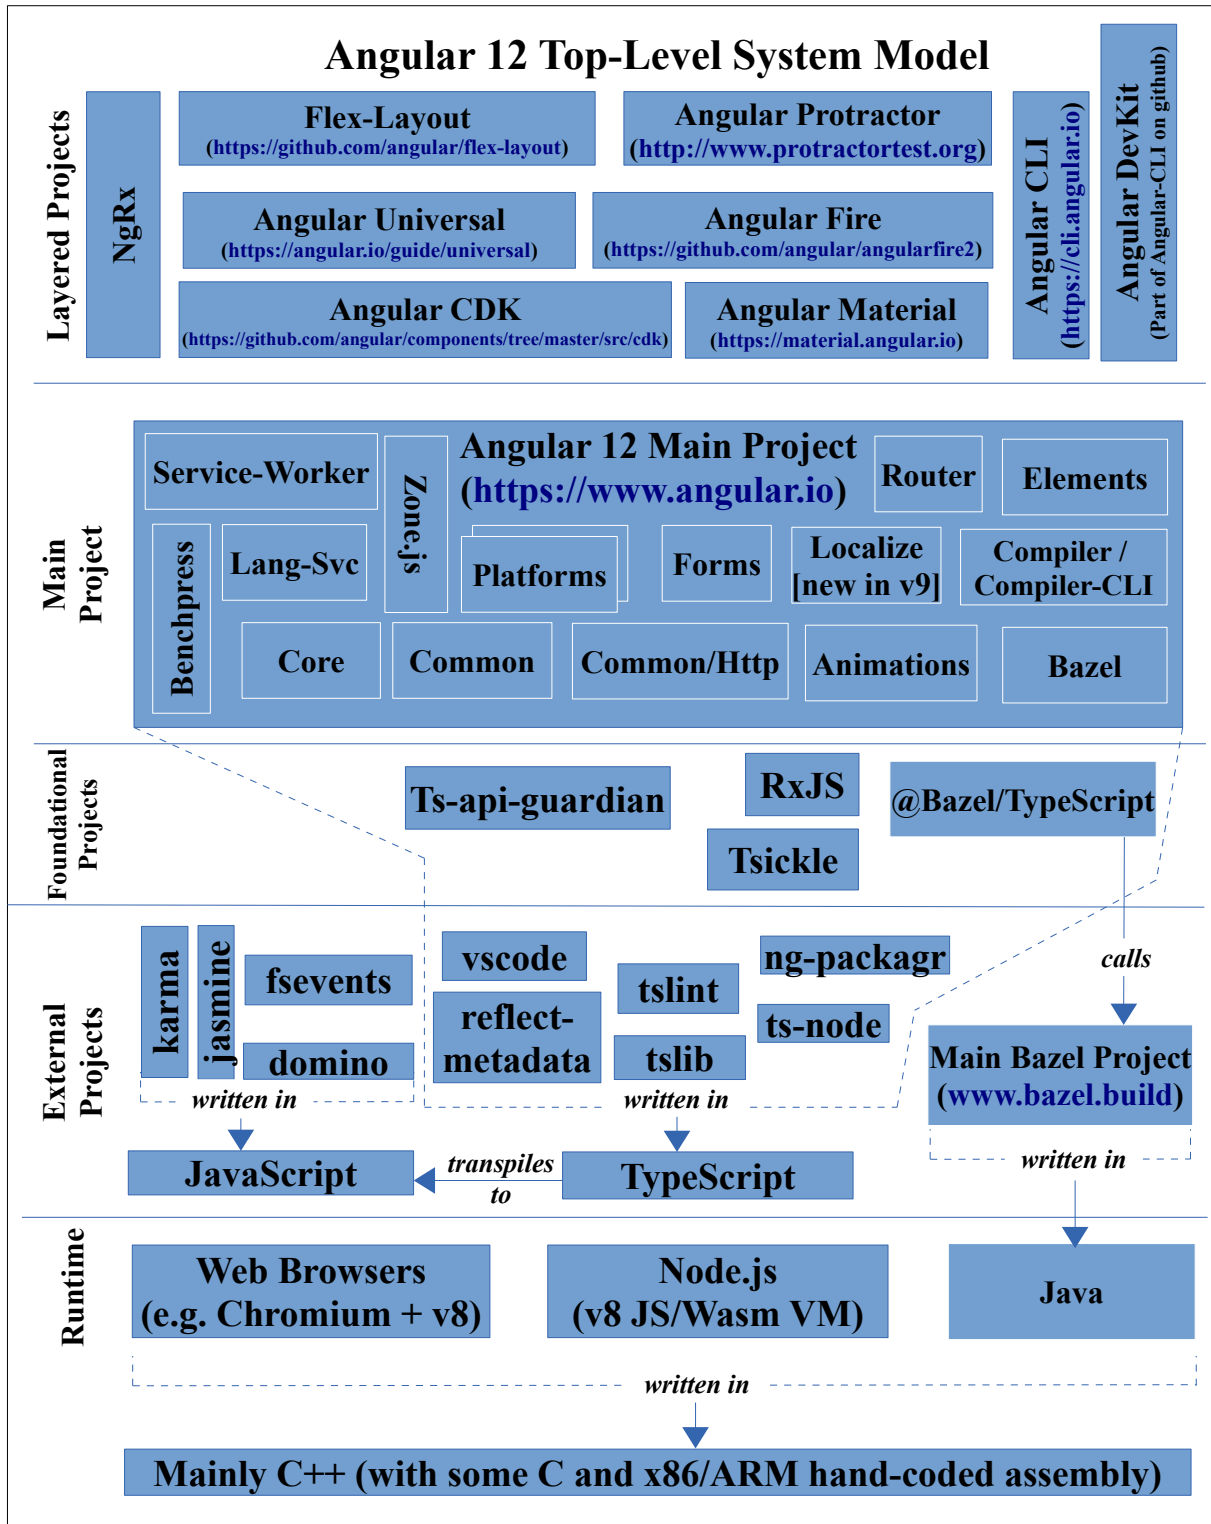 Angular 12 Top-Level System Model
Layered Projects
NgRx
Flex-Layout
(https://github.com/angular/flex-layout)
Angular Protractor
(http://www.protractortest.org)
Angular Universal
(https://angular.io/guide/universal)
Angular Fire
(https://github.com/angular/angularfire2)
Angular CDK
(https://github.com/angular/components/tree/master/src/cdk)
Angular Material
(https://material.angular.io)
Angular CLI
(https://cli.angular.io)
Angular DevKit
(Part of Angular-CLI on github)
Main
Project
Angular 12 Main Project
(https://www.angular.io)
Service-Worker
Zone.js
Router
Elements
Benchpress
Lang-Svc
Platforms
Forms
Localize
[new in v9]
Compiler /
Compiler-CLI
Core
Common
Common/Http
Animations
Bazel
Foundational
Projects
Ts-api-guardian
RxJS
@Bazel/TypeScript
Tsickle
External
Projects
karma
jasmine
fsevents
domino
vscode
reflect-
metadata
tslint
tslib
ng-packagr
ts-node
calls
Main Bazel Project
(www.bazel.build)
written in
written in
written in
JavaScript
transpiles
to
TypeScript
Runtime
Web Browsers
(e.g. Chromium + v8)
Node.js
(v8 JS/Wasm VM)
Java
written in
Mainly C++ (with some C and x86/ARM hand-coded assembly)